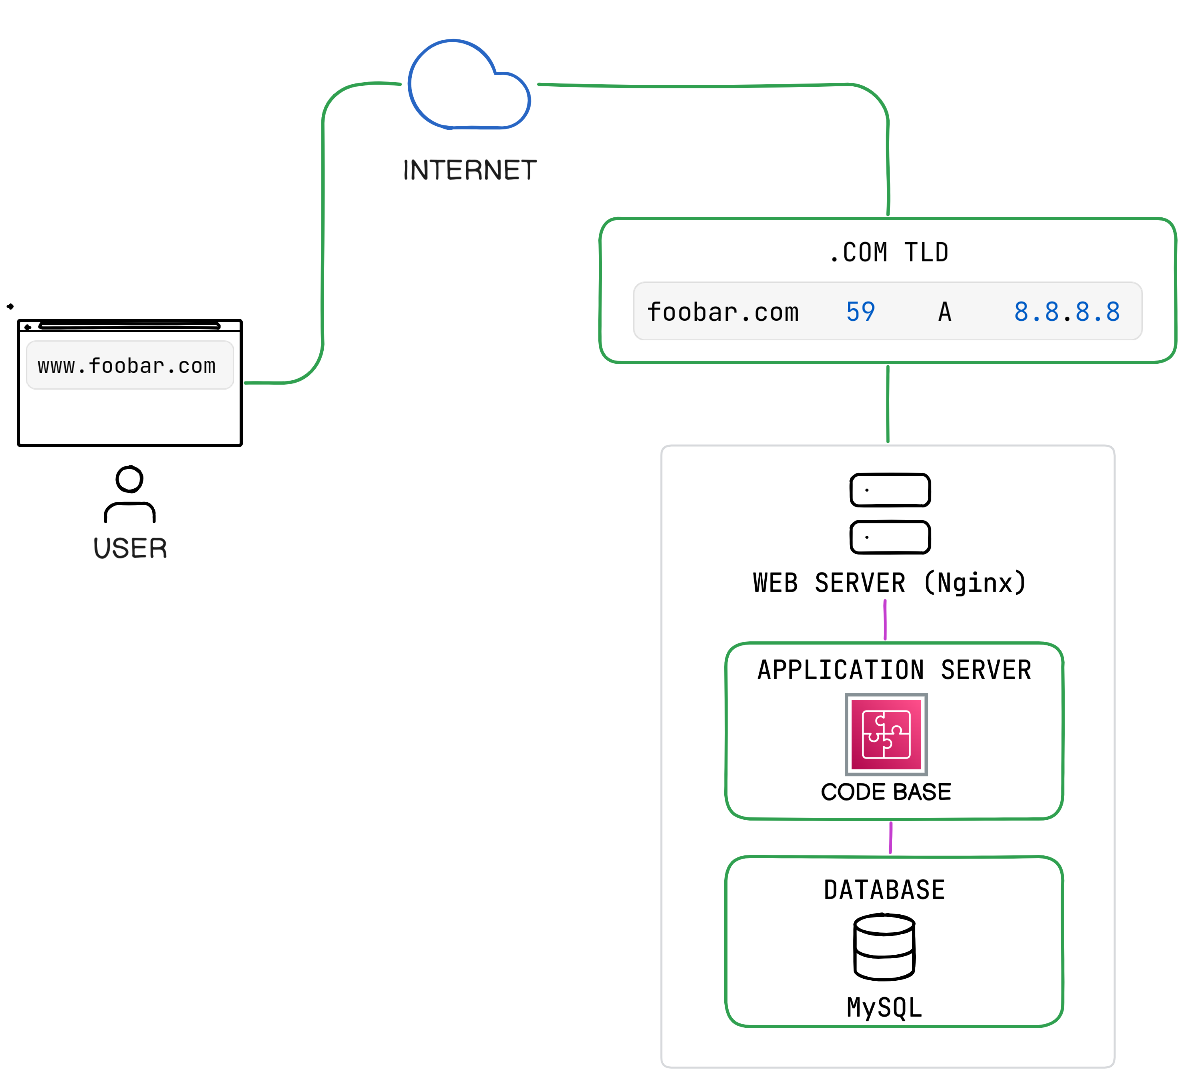 INTERNET
.COM TLD
foobar.com 59 A 8.8.8.8
www.foobar.com
USER
WEB SERVER (Nginx)
APPLICATION SERVER
CODE BASE
DATABASE
MySQL